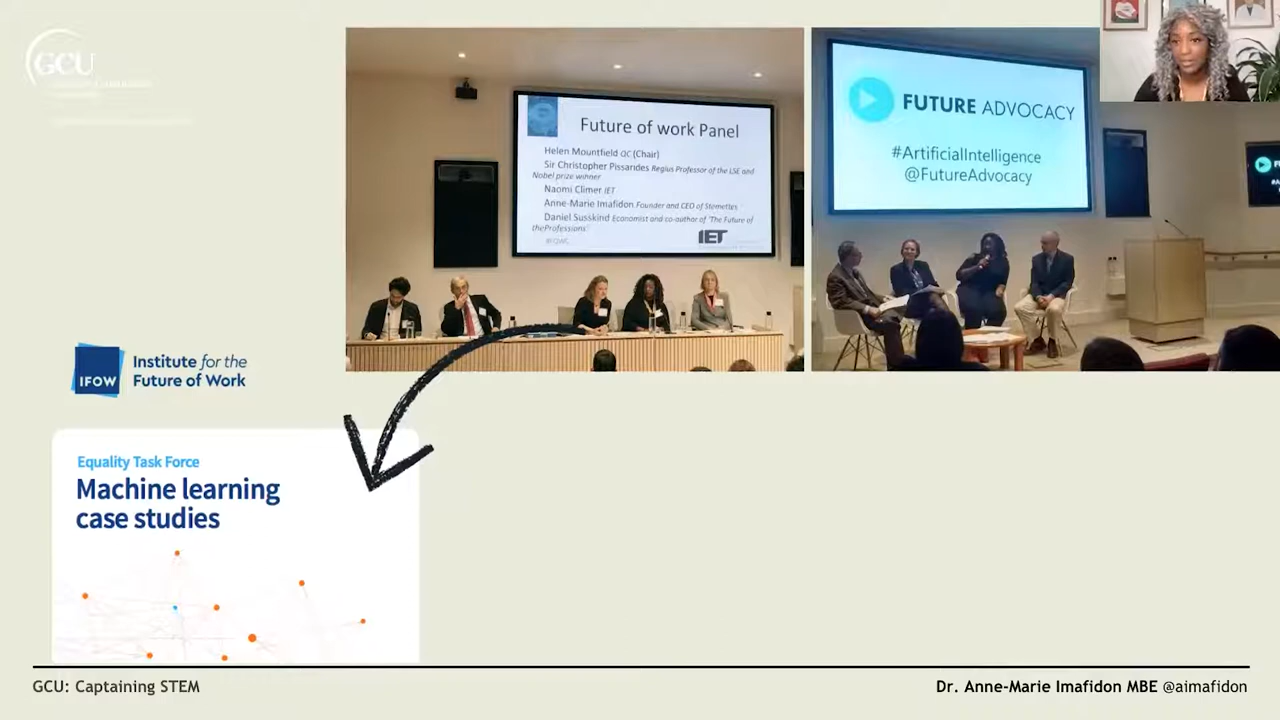 GCU
Future of work Panel
Helen Mountfield QC (Chair)
Sir Christopher Pissarides Regius Professor of the LSE and
Nobel prize winner
Naomi Climer IET
Anne-Marie Imafidon Founder and CEO of Stemettes
Daniel Susskind Economist and co-author of 'The Future of
theProfessions'
IET
FUTURE ADVOCACY
#ArtificialIntelligence
@FutureAdvocacy
IFOW
Institute for the
Future of Work
Equality Task Force
Machine learning
case studies
GCU: Captaining STEM
Dr. Anne-Marie Imafidon MBE @aimafidon